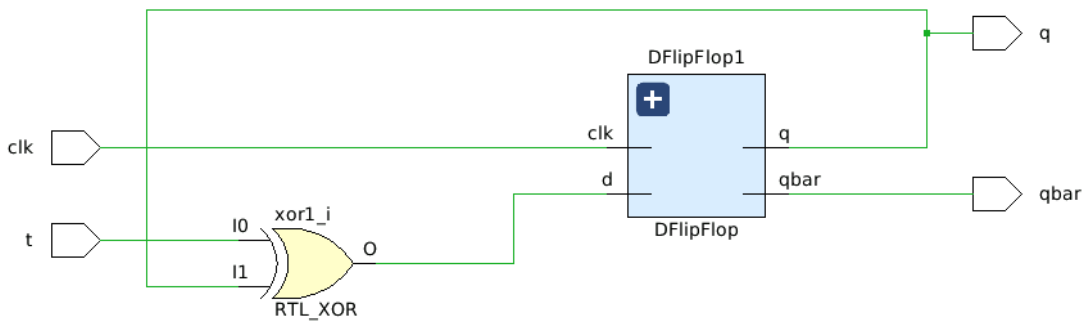 q
DFlipFlop1
clk
clk
q
d
qbar
qbar
t
I0
xor1_i
O
DFlipFlop
I1
RTL_XOR